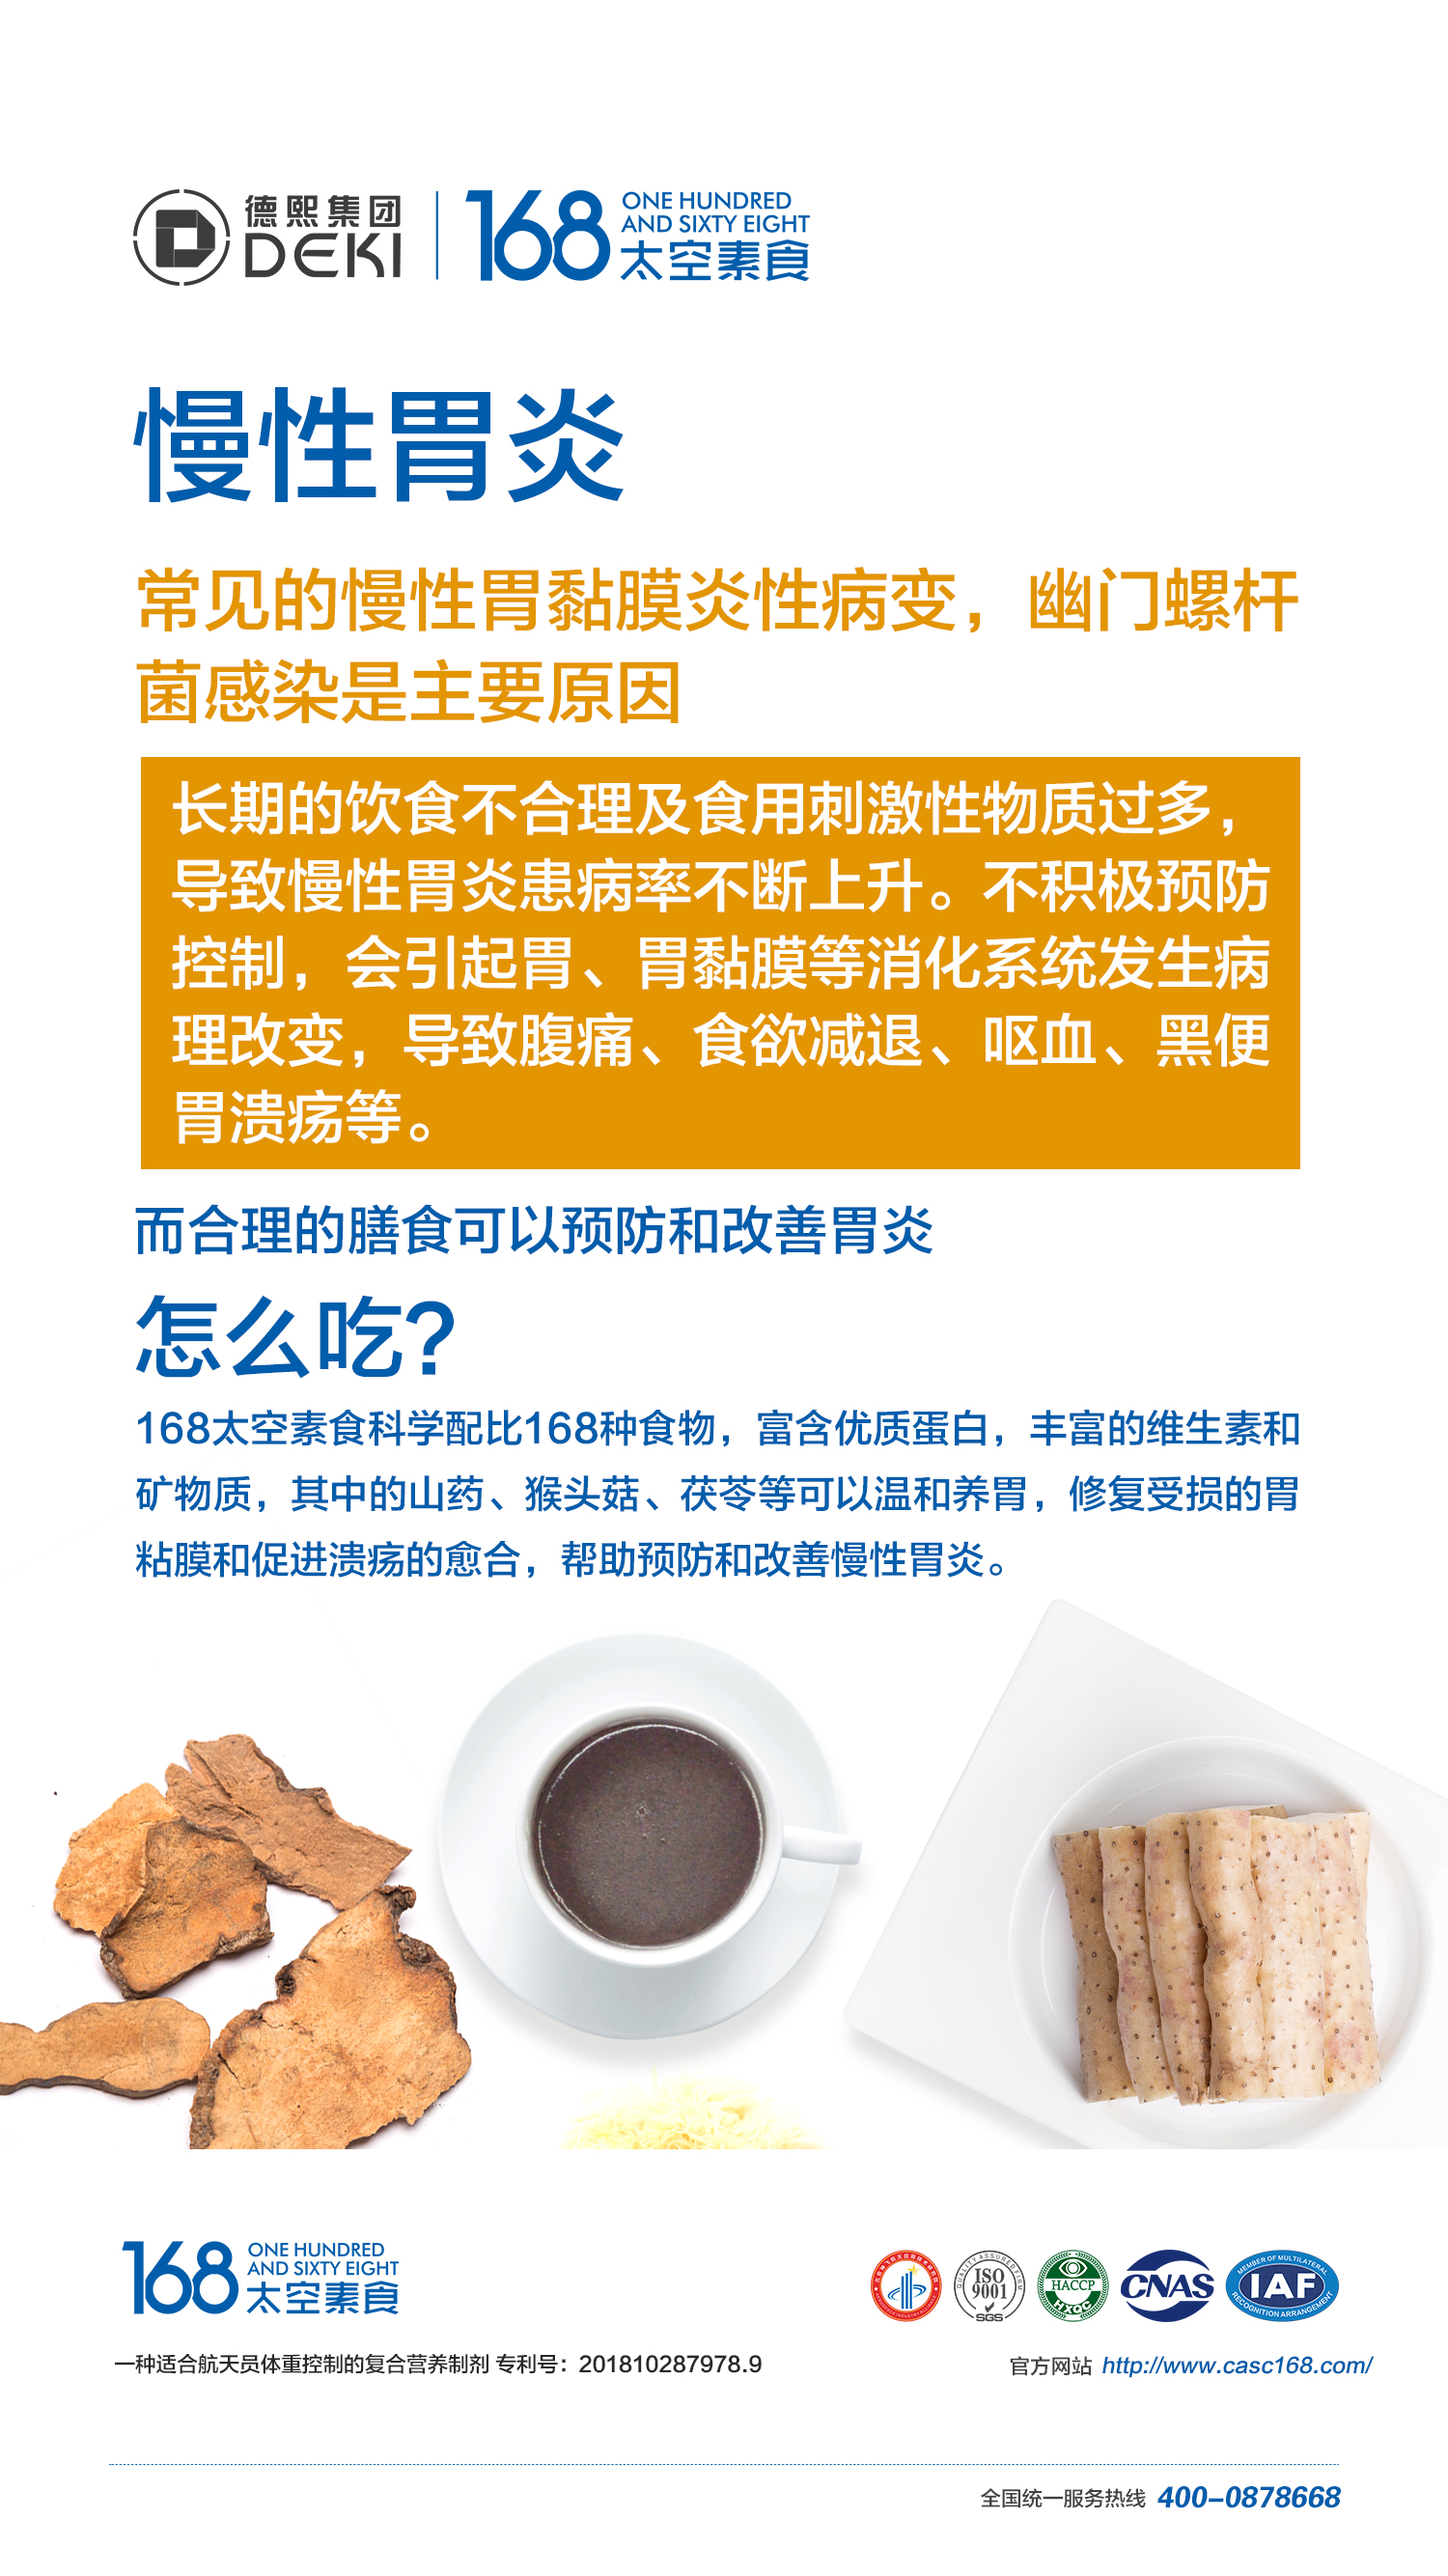 德熙集团
DEKI
168
ONE HUNDRED
AND SIXTY EIGHT
太空素食
慢性胃炎
常见的慢性胃黏膜炎性病变，幽门螺杆
菌感染是主要原因
长期的饮食不合理及食用刺激性物质过多，
导致慢性胃炎患病率不断上升。不积极预防
控制，会引起胃、胃黏膜等消化系统发生病
理改变，导致腹痛、食欲减退、呕血、黑便
胃溃疡等。
而合理的膳食可以预防和改善胃炎
怎么吃?
168太空素食科学配比168种食物，富含优质蛋白，丰富的维生素和
矿物质，其中的山药、猴头菇、茯苓等可以温和养胃，修复受损的胃
粘膜和促进溃疡的愈合，帮助预防和改善慢性胃炎。
168
ONE HUNDRED
AND SIXTY EIGHT
太空素食
QUALITY ASSURED FIRM
ISO
9001
SGS
HACCP
HXQC
CNAS
MEMBER OF MULTILATERAL
IAF
RECOGNITION ARRANGEMENT
一种适合航天员体重控制的复合营养制剂 专利号：201810287978.9
官方网站 http://www.casc168.com/
全国统一服务热线 400-0878668